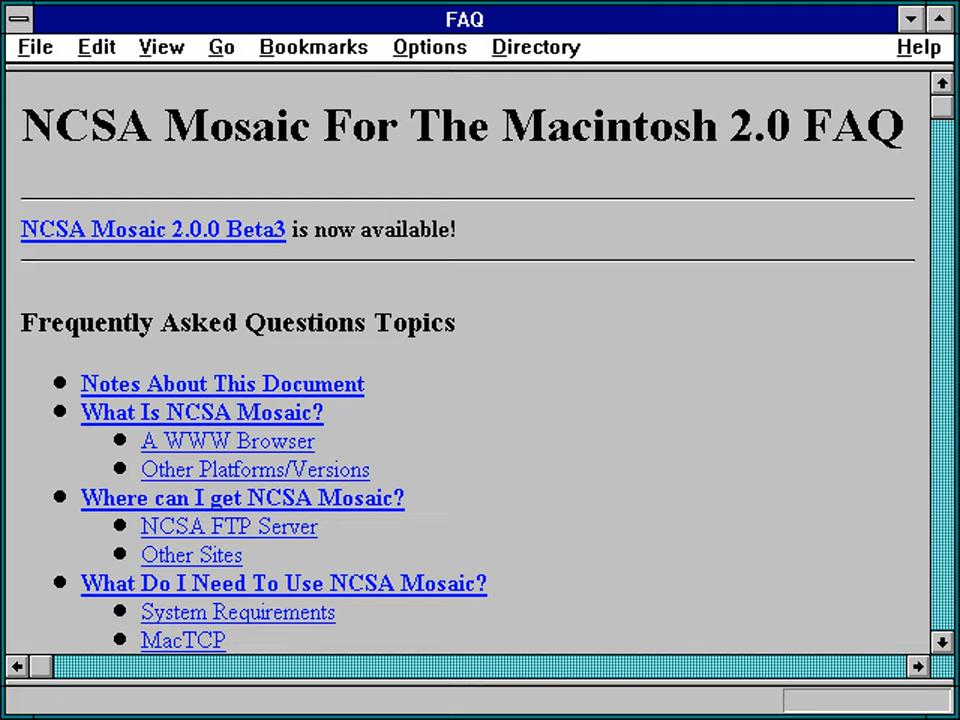 FAQ
File Edit View Go Bookmarks Options Directory Help
NCSA Mosaic For The Macintosh 2.0 FAQ
NCSA Mosaic 2.0.0 Beta3 is now available!
Frequently Asked Questions Topics
Notes About This Document
What Is NCSA Mosaic?
A WWW Browser
Other Platforms/Versions
Where can I get NCSA Mosaic?
NCSA FTP Server
Other Sites
What Do I Need To Use NCSA Mosaic?
System Requirements
MacTCP